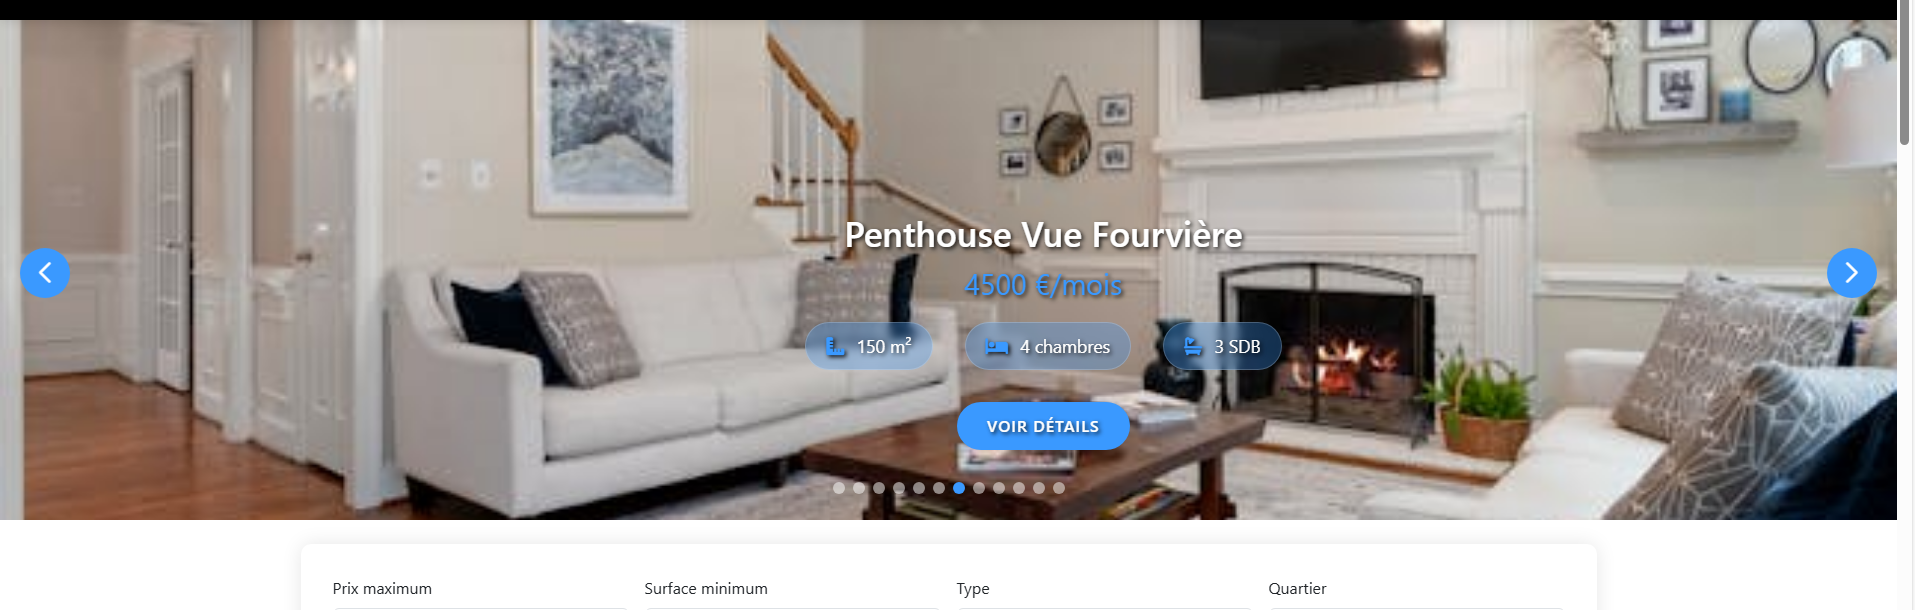 Penthouse Vue Fourvière
4500 €/mois
150 m²
4 chambres
3 SDB
VOIR DÉTAILS
Prix maximum
Surface minimum
Type
Quartier